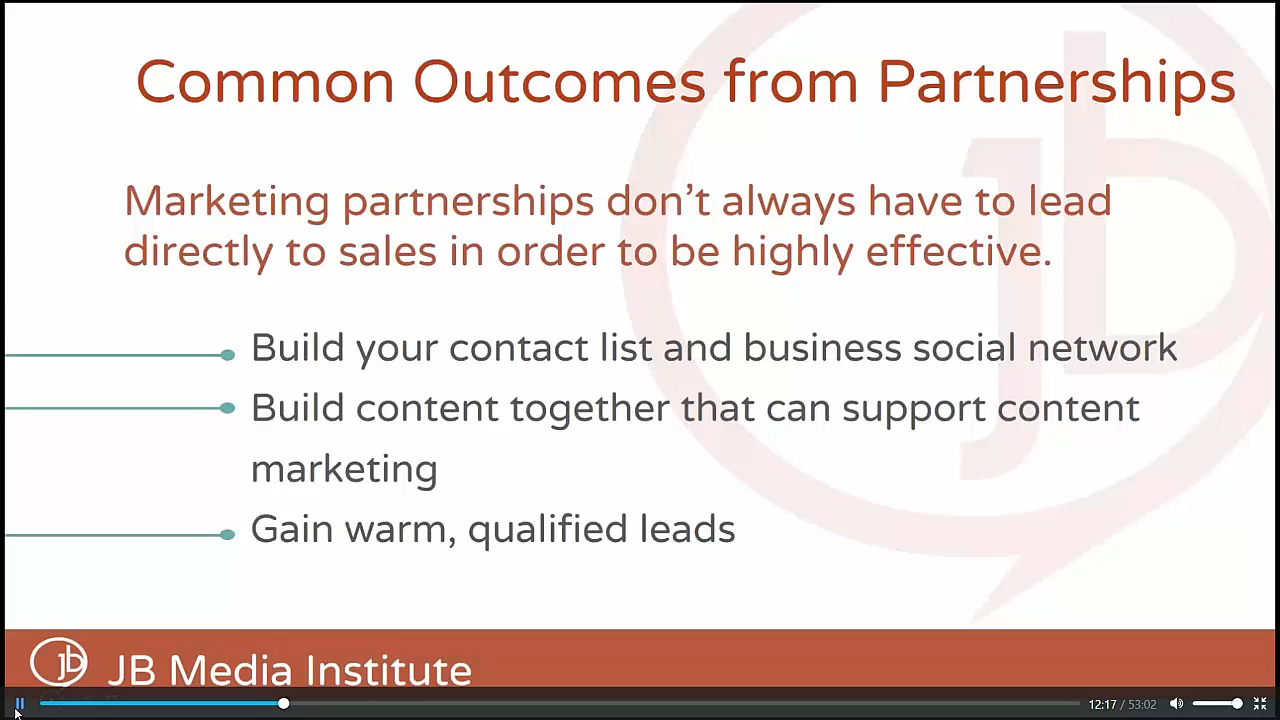 Common Outcomes from Partnerships
Marketing partnerships don’t always have to lead
directly to sales in order to be highly effective.
Build your contact list and business social network
Build content together that can support content
marketing
Gain warm, qualified leads
jb JB Media Institute
12:17 / 53:02